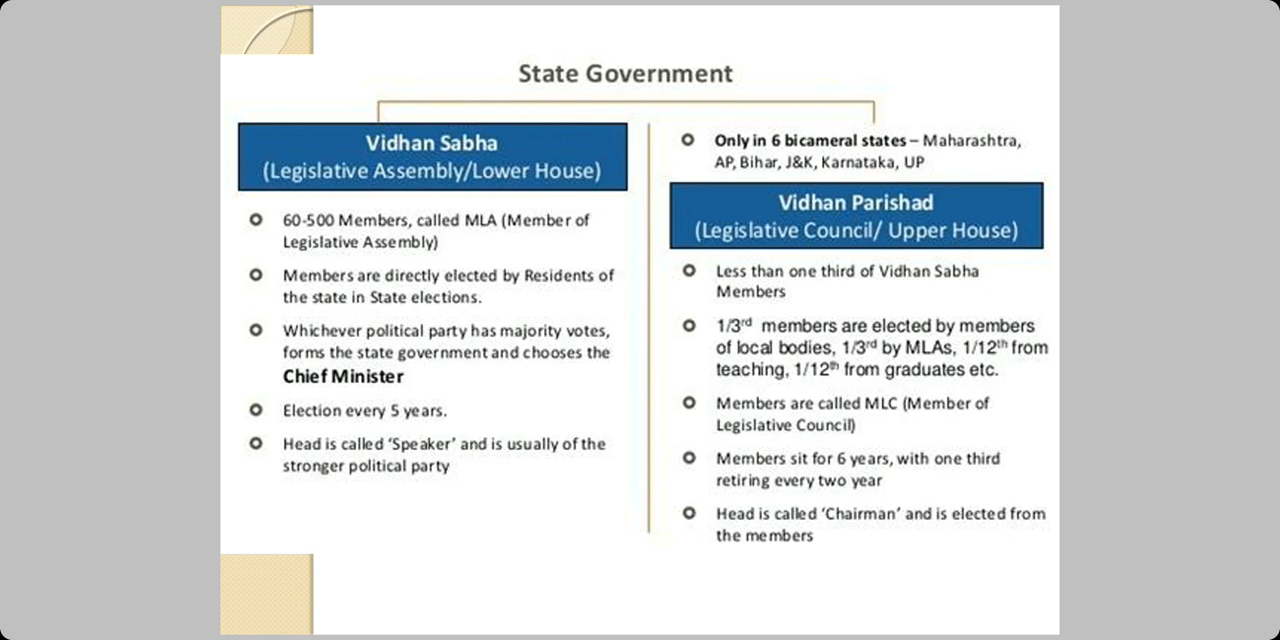 State Government
Vidhan Sabha
(Legislative Assembly/Lower House)
60-500 Members, called MLA (Member of
Legislative Assembly)
Members are directly elected by Residents of
the state in State elections.
Whichever political party has majority votes,
forms the state government and chooses the
Chief Minister
Election every 5 years.
Head is called ‘Speaker’ and is usually of the
stronger political party
Only in 6 bicameral states – Maharashtra,
AP, Bihar, J&K, Karnataka, UP
Vidhan Parishad
(Legislative Council/ Upper House)
Less than one third of Vidhan Sabha
Members
1/3rd members are elected by members
of local bodies, 1/3rd by MLAs, 1/12th from
teaching, 1/12th from graduates etc.
Members are called MLC (Member of
Legislative Council)
Members sit for 6 years, with one third
retiring every two year
Head is called ‘Chairman’ and is elected from
the members